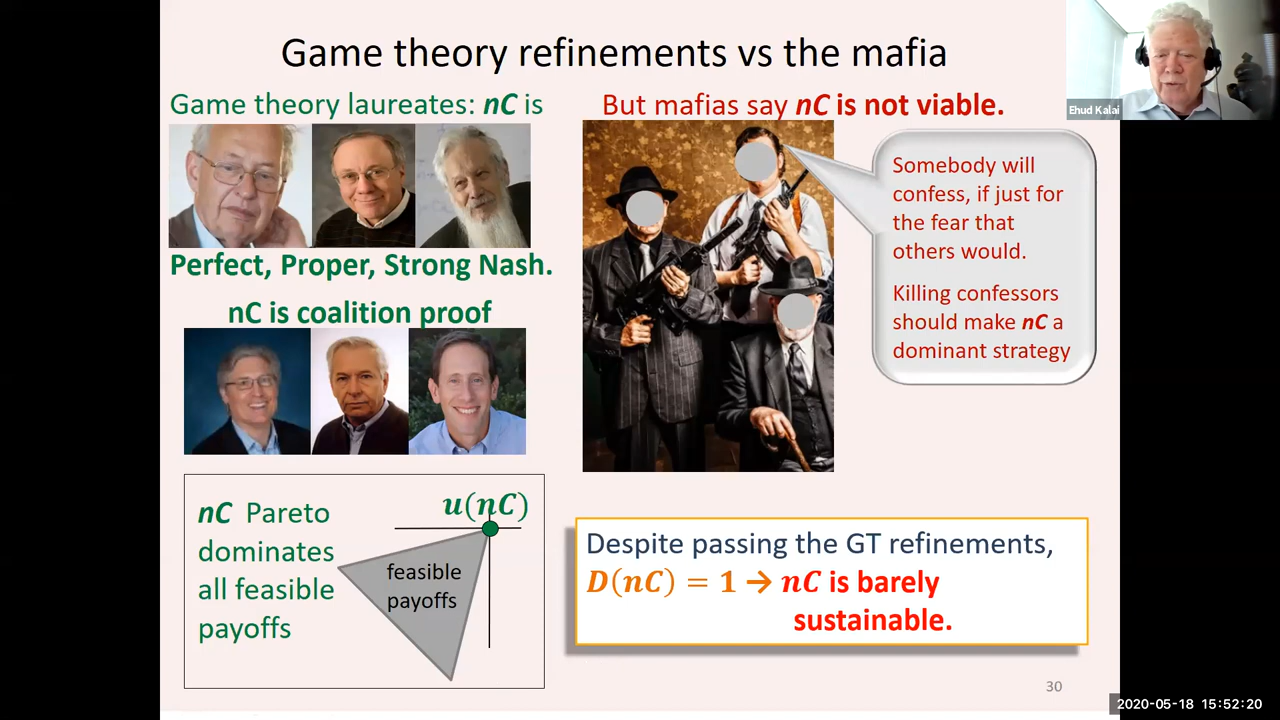 Game theory refinements vs the mafia
Ehud Kalai
Game theory laureates: nC is
But mafias say nC is not viable.
Somebody will
confess, if just for
the fear that
others would.
Killing confessors
should make nC a
dominant strategy
Perfect, Proper, Strong Nash.
nC is coalition proof
nC Pareto
dominates
all feasible
payoffs
u(nC)
feasible
payoffs
Despite passing the GT refinements,
D(nC) = 1 → nC is barely
sustainable.
30
2020-05-18 15:52:20